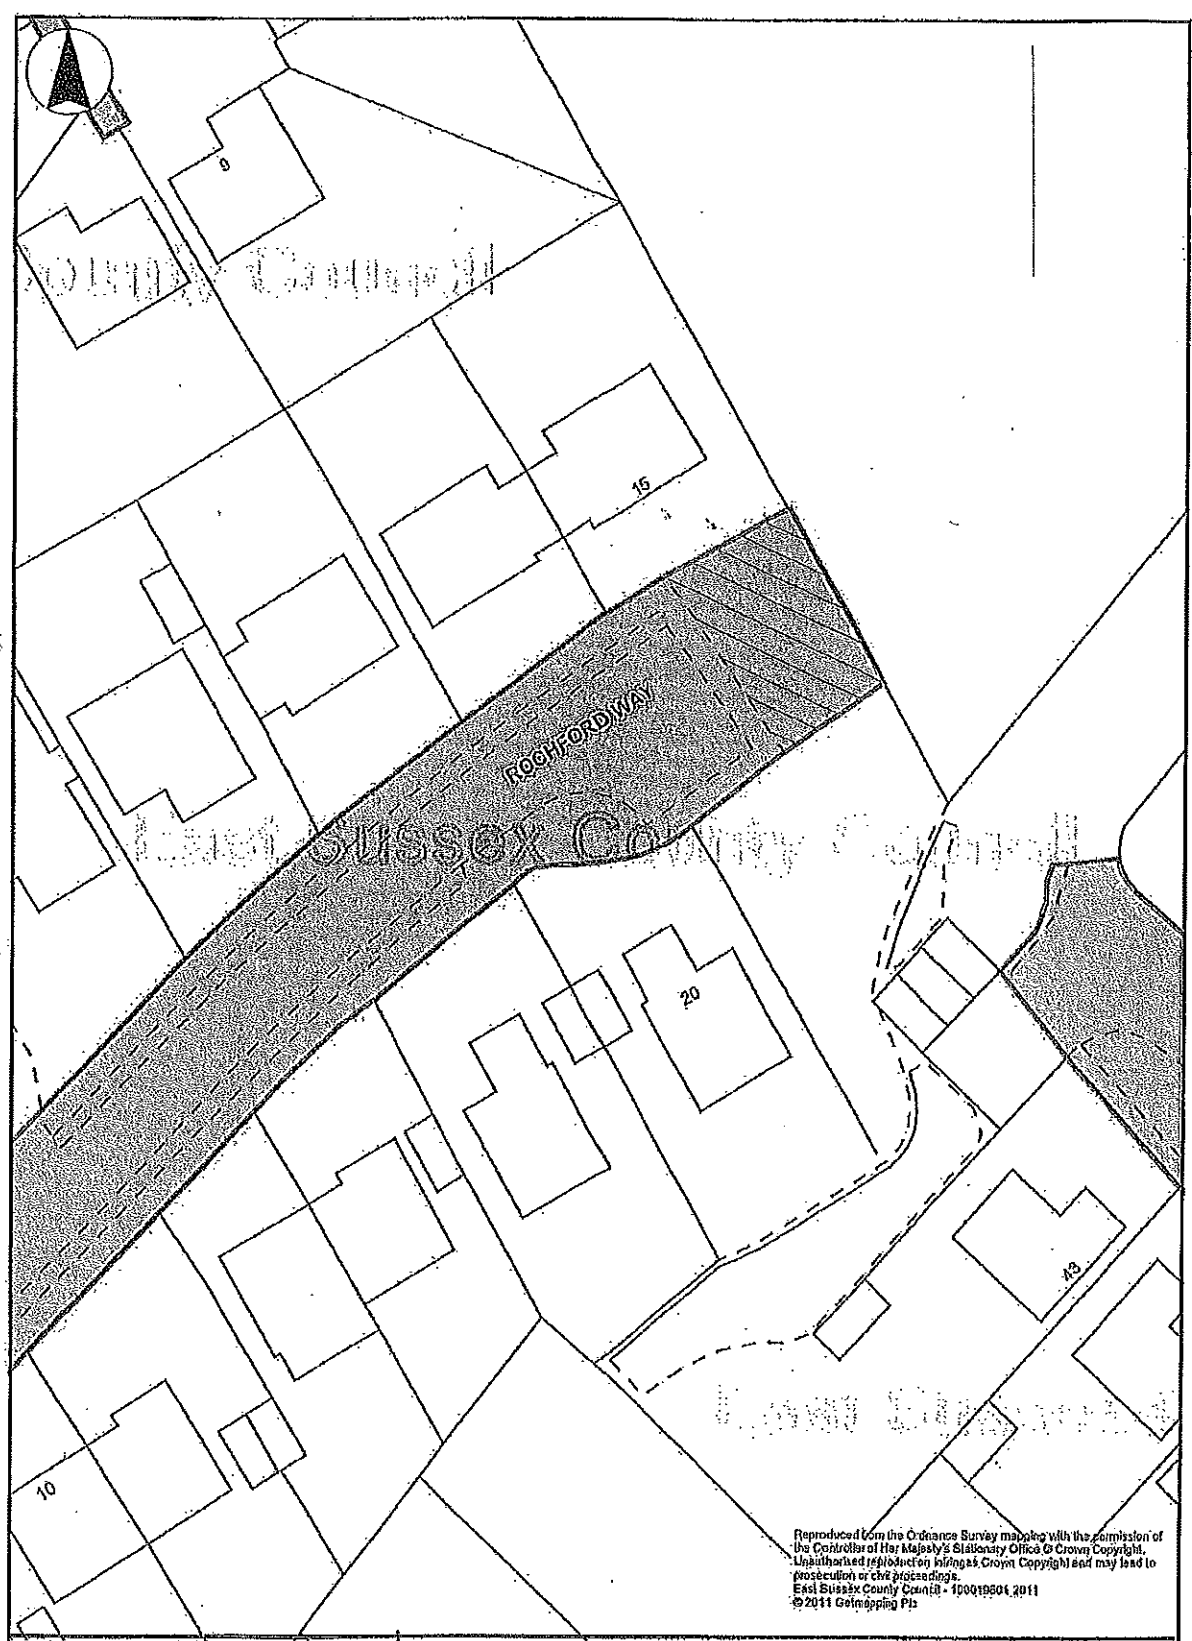 9
County Council
15
ROCHFORD WAY
East Sussex County Council
20
43
10
Reproduced from the Ordnance Survey mapping with the permission of
the Controller of Her Majesty's Stationary Office © Crown Copyright.
Unauthorised reproduction infringes Crown Copyright and may lead to
prosecution or civil proceedings.
East Sussex County Council - 100019601, 2011
© 2011 Getmapping Plc